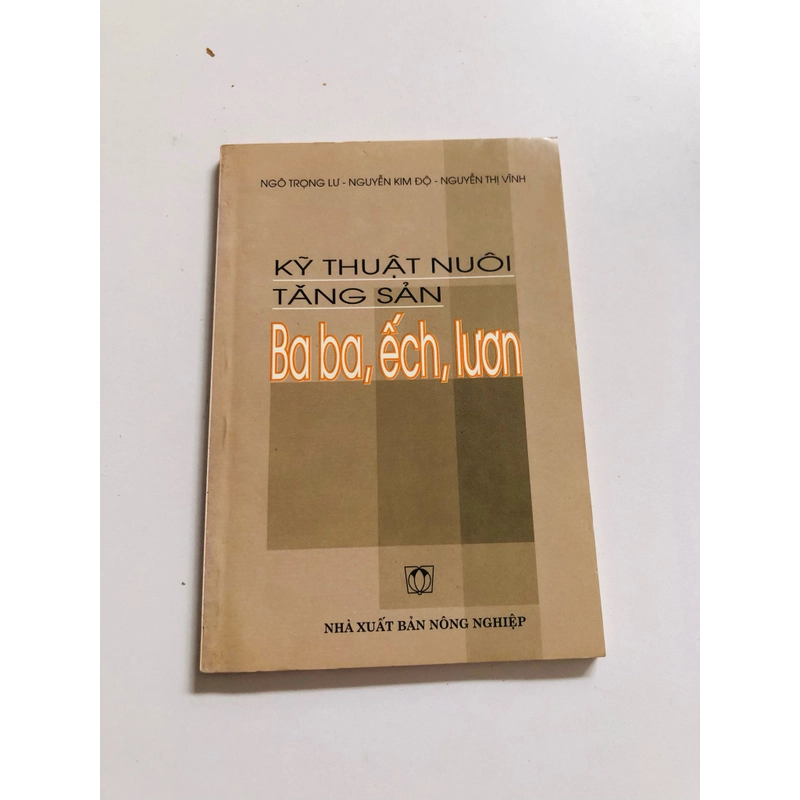 NGÔ TRỌNG LƯ - NGUYỄN KIM ĐỘ - NGUYỄN THỊ VĨNH
KỸ THUẬT NUÔI
TĂNG SẢN
Ba ba, ếch, lươn
NHÀ XUẤT BẢN NÔNG NGHIỆP